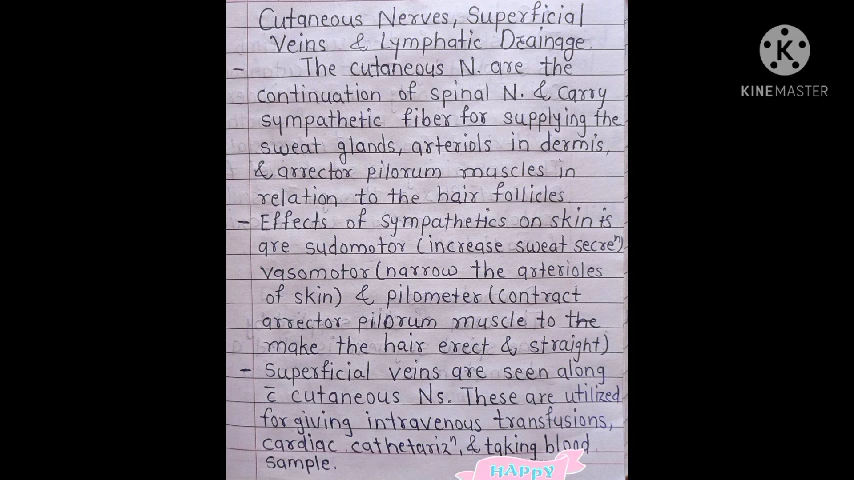 Cutaneous Nerves, Superficial
Veins & Lymphatic Drainage
- The cutaneous N. are the
continuation of spinal N. & carry
sympathetic fiber for supplying the
sweat glands, arteriols in dermis,
& arrector pilorum muscles in
relation to the hair follicles
- Effects of sympathetics on skin is
are sudomotor (increase sweat secreⁿ)
vasomotor (narrow the arterioles
of skin) & pilometer (contract
arrector pilorum muscle to the
make the hair erect & straight)
- Superficial veins are seen along
c̄ cutaneous Ns. These are utilized
for giving intravenous transfusions,
cardiac cathetarizⁿ, & taking blood
sample.
HAPPY
K
KINEMASTER